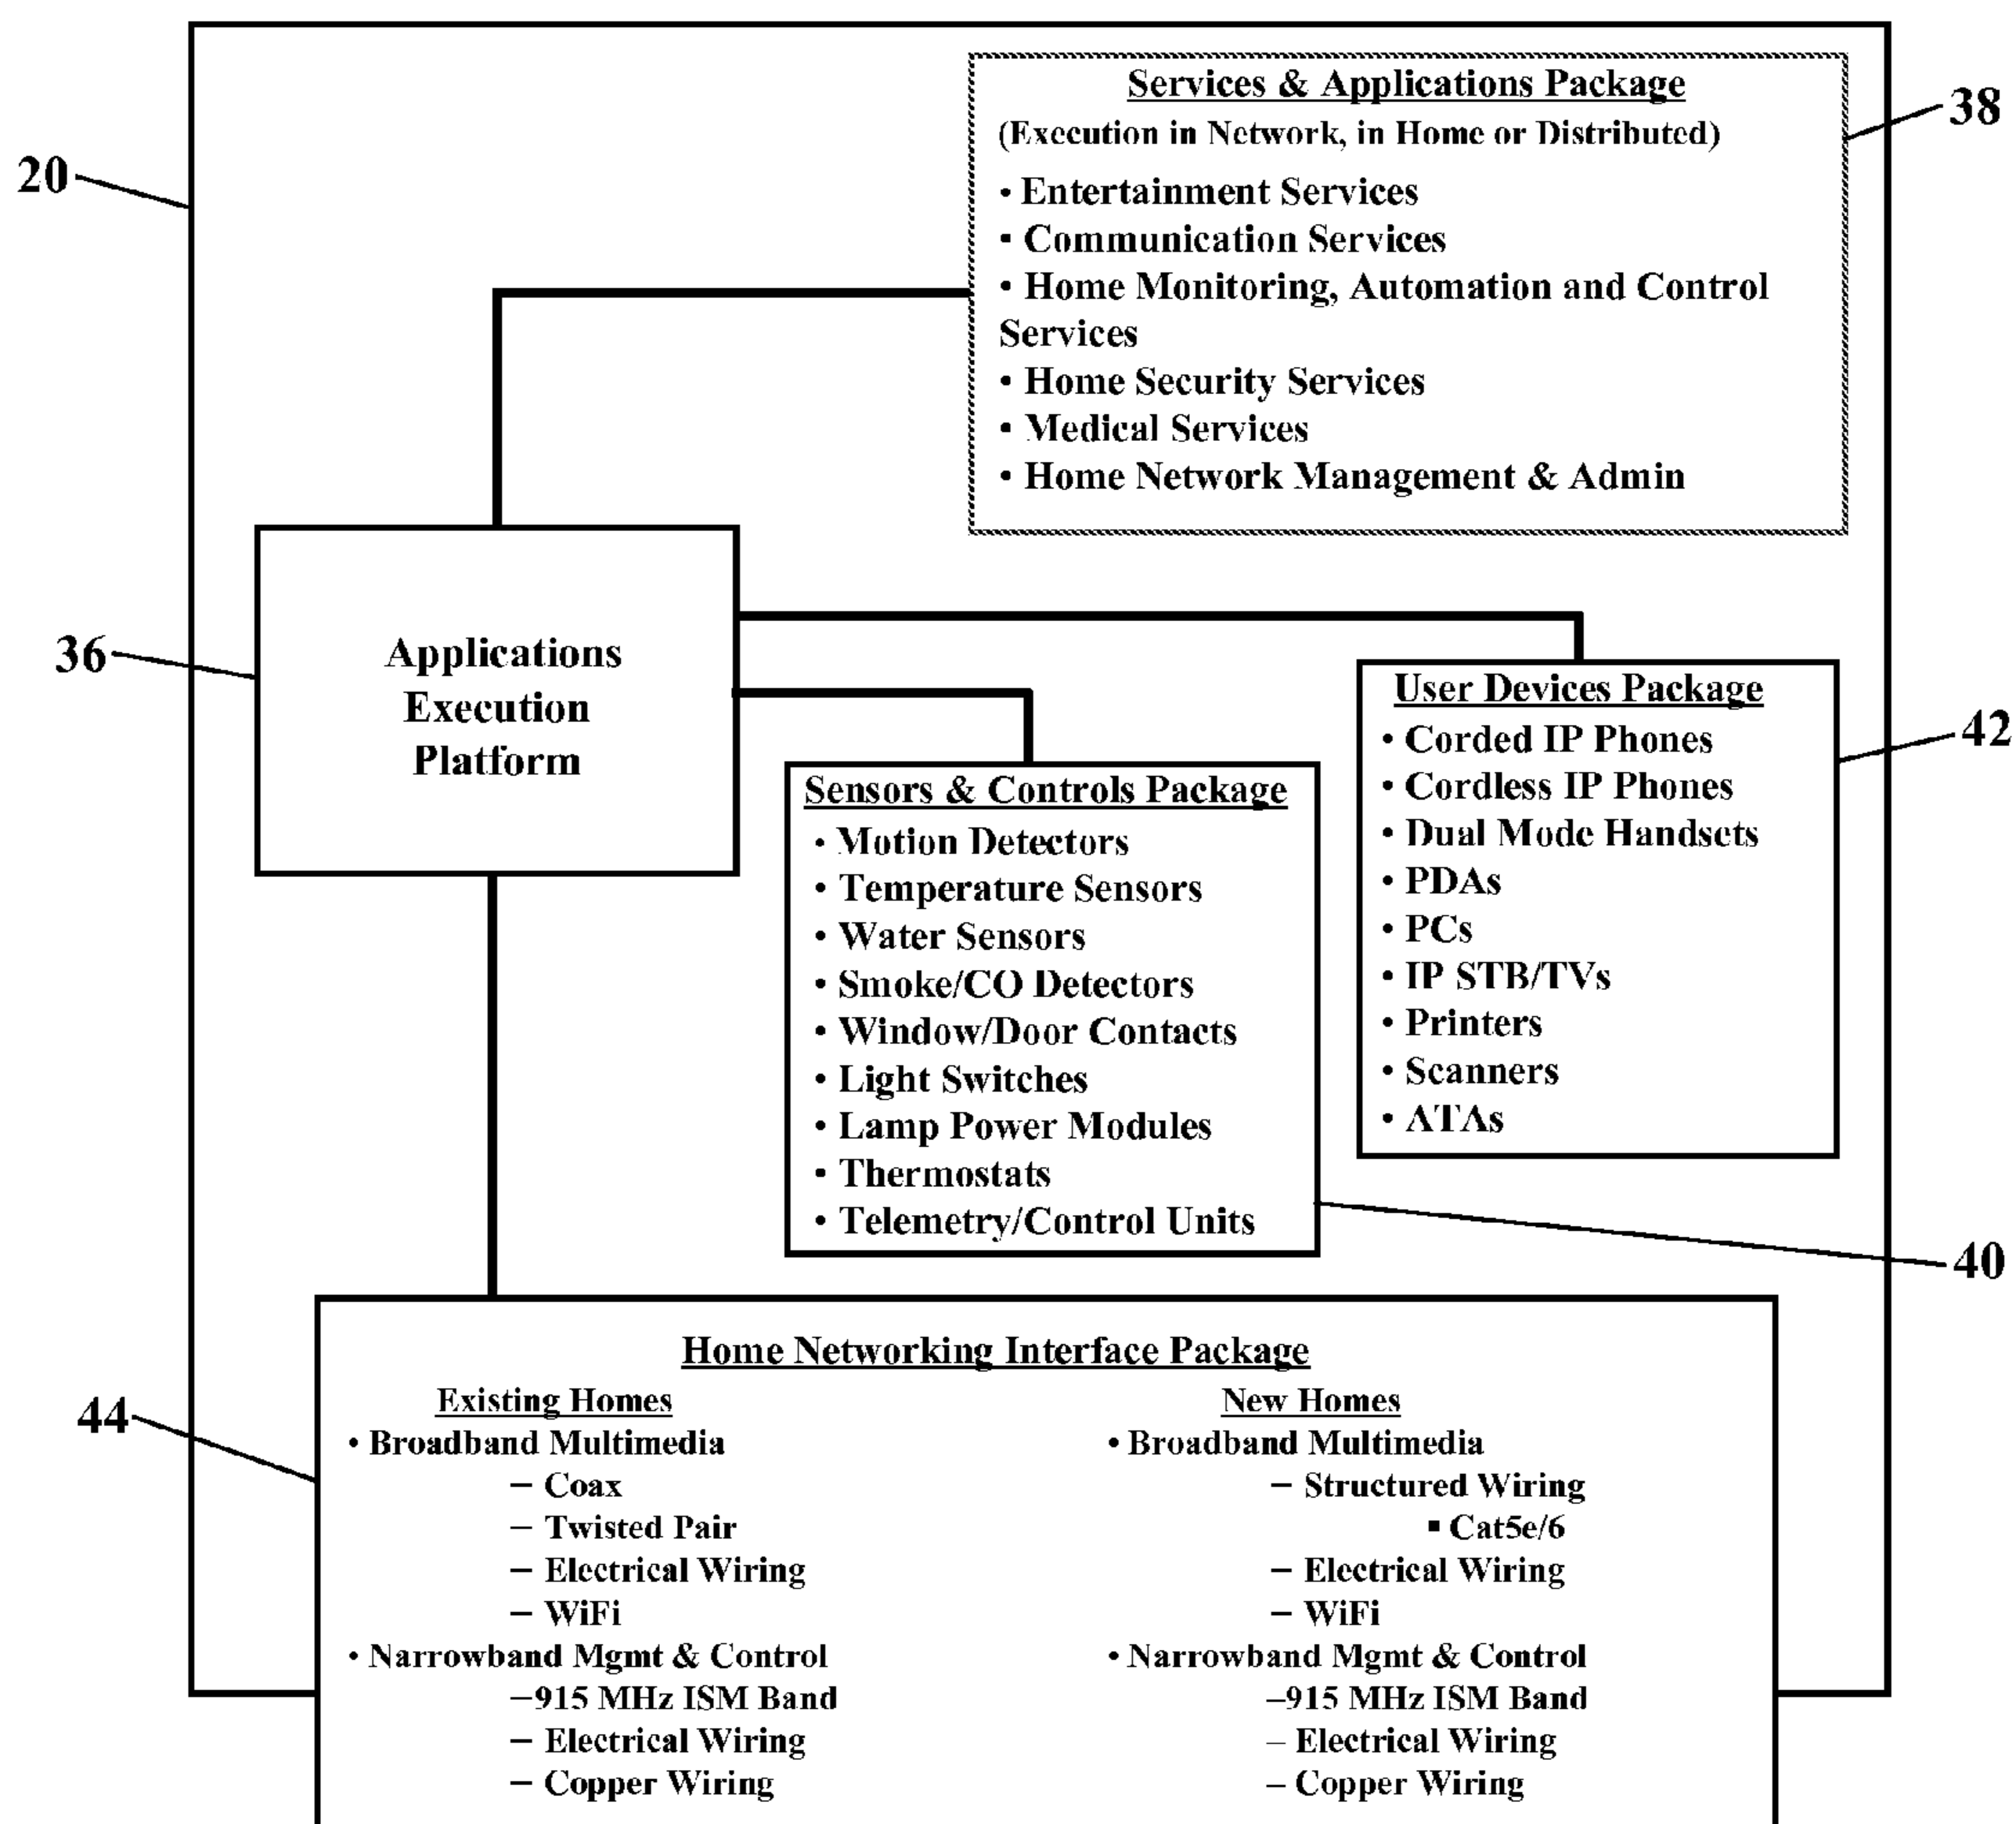 Services & Applications Package
(Execution in Network, in Home or Distributed)
• Entertainment Services
▪ Communication Services
• Home Monitoring, Automation and Control
Services
• Home Security Services
▪ Medical Services
• Home Network Management & Admin
38
20
36
Applications
Execution
Platform
User Devices Package
• Corded IP Phones
• Cordless IP Phones
• Dual Mode Handsets
• PDAs
• PCs
• IP STB/TVs
• Printers
• Scanners
• ATAs
42
Sensors & Controls Package
• Motion Detectors
• Temperature Sensors
• Water Sensors
• Smoke/CO Detectors
• Window/Door Contacts
• Light Switches
• Lamp Power Modules
▪ Thermostats
• Telemetry/Control Units
40
44
Home Networking Interface Package
Existing Homes
• Broadband Multimedia
– Coax
– Twisted Pair
– Electrical Wiring
– WiFi
• Narrowband Mgmt & Control
–915 MHz ISM Band
– Electrical Wiring
– Copper Wiring
New Homes
• Broadband Multimedia
– Structured Wiring
▪ Cat5e/6
– Electrical Wiring
– WiFi
• Narrowband Mgmt & Control
–915 MHz ISM Band
– Electrical Wiring
– Copper Wiring